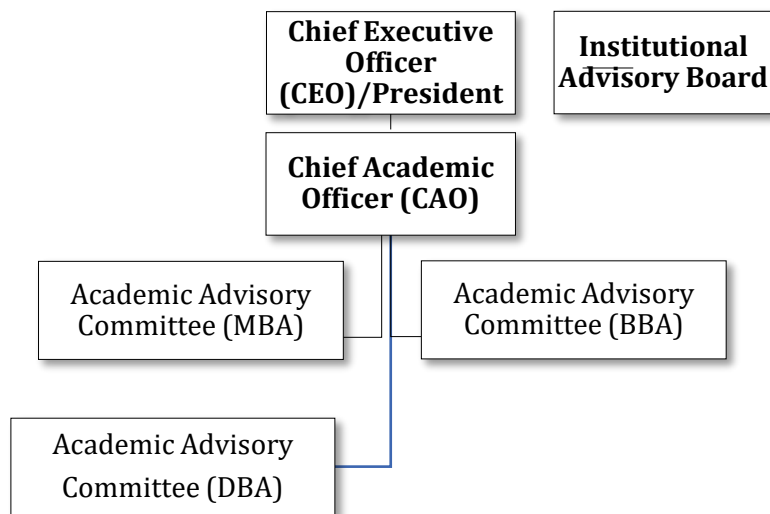 Chief Executive
Officer
(CEO)/President
Institutional
Advisory Board
Chief Academic
Officer (CAO)
Academic Advisory
Committee (MBA)
Academic Advisory
Committee (BBA)
Academic Advisory
Committee (DBA)